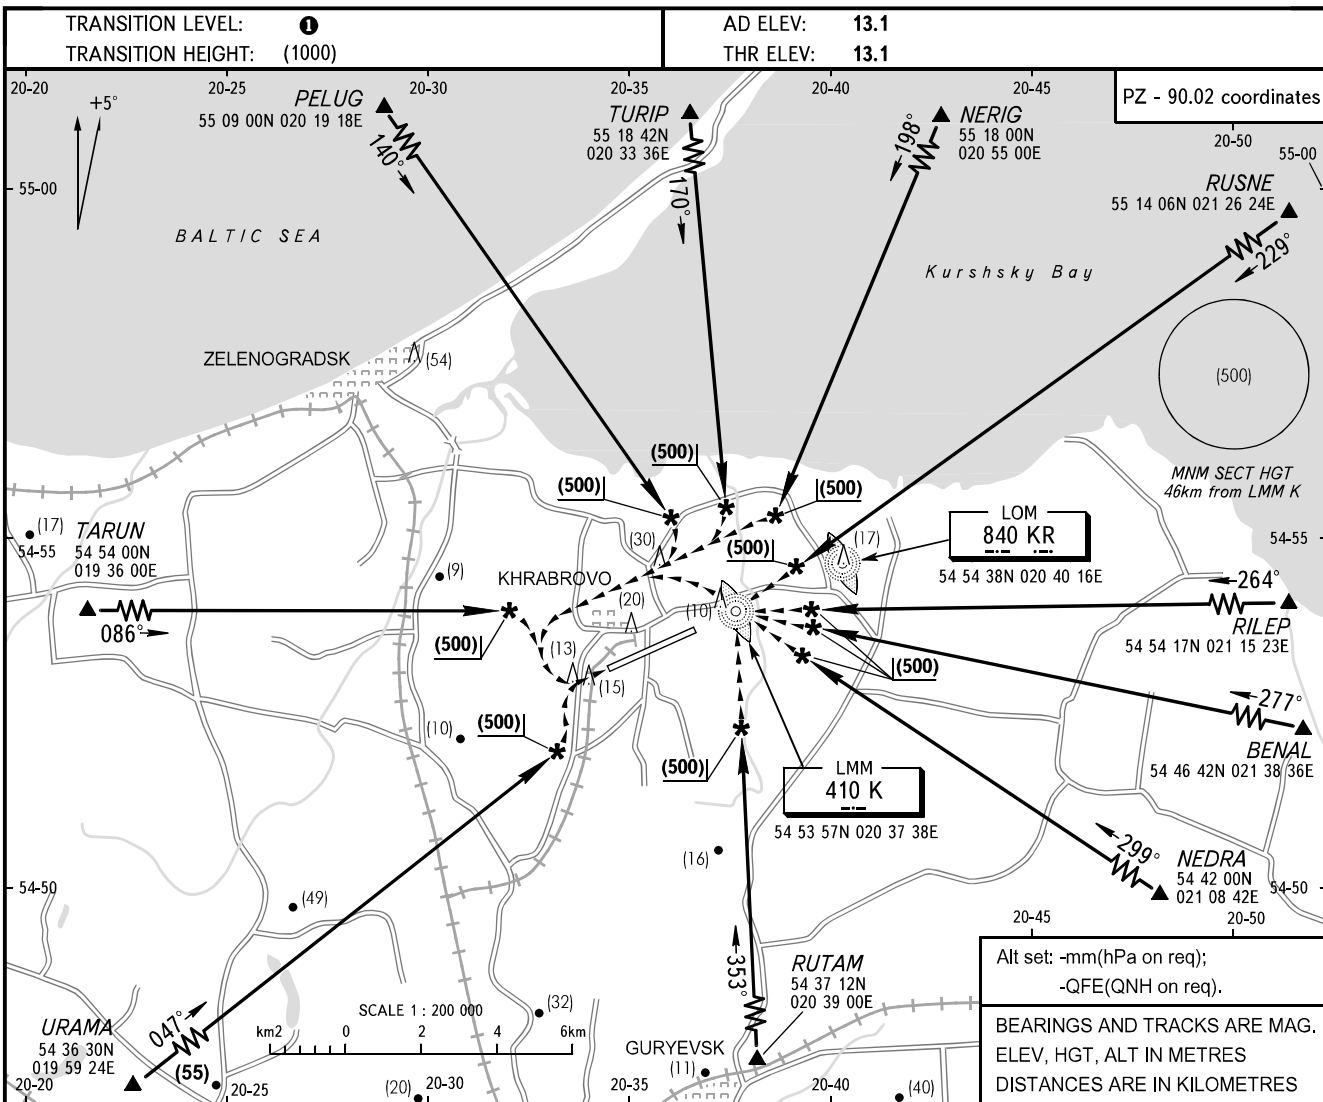 TRANSITION LEVEL: 1
TRANSITION HEIGHT: (1000)
AD ELEV: 13.1
THR ELEV: 13.1
20-20
20-25
20-30
20-35
20-40
20-45
PZ - 90.02 coordinates
20-50
55-00
+5°
PELUG
55 09 00N 020 19 18E
140°
TURIP
55 18 42N
020 33 36E
170°
NERIG
55 18 00N
020 55 00E
198°
RUSNE
55 14 06N 021 26 24E
229°
55-00
BALTIC SEA
Kurshsky Bay
ZELENOGRADSK
(54)
(500)
MNM SECT HGT
46km from LMM K
(500)
(500)
(500)
(500)
(17)
54-55
TARUN
54 54 00N
019 36 00E
086°
(9)
(30)
KHRABROVO
(20)
(10)
(17)
LOM
840 KR
54 54 38N 020 40 16E
54-55
264°
RILEP
54 54 17N 021 15 23E
(500)
(13)
(15)
(500)
277°
BENAL
54 46 42N 021 38 36E
(10)
(500)
(500)
LMM
410 K
54 53 57N 020 37 38E
(16)
299°
NEDRA
54 42 00N
021 08 42E
54-50
54-50
(49)
20-45
20-50
353°
RUTAM
54 37 12N
020 39 00E
Alt set: -mm(hPa on req);
-QFE(QNH on req).
047°
URAMA
54 36 30N
019 59 24E
(55)
SCALE 1 : 200 000
km2 0 2 4 6km
(32)
GURYEVSK
(11)
BEARINGS AND TRACKS ARE MAG.
ELEV, HGT, ALT IN METRES
DISTANCES ARE IN KILOMETRES
20-20
20-25
(20)
20-30
20-35
20-40
(40)